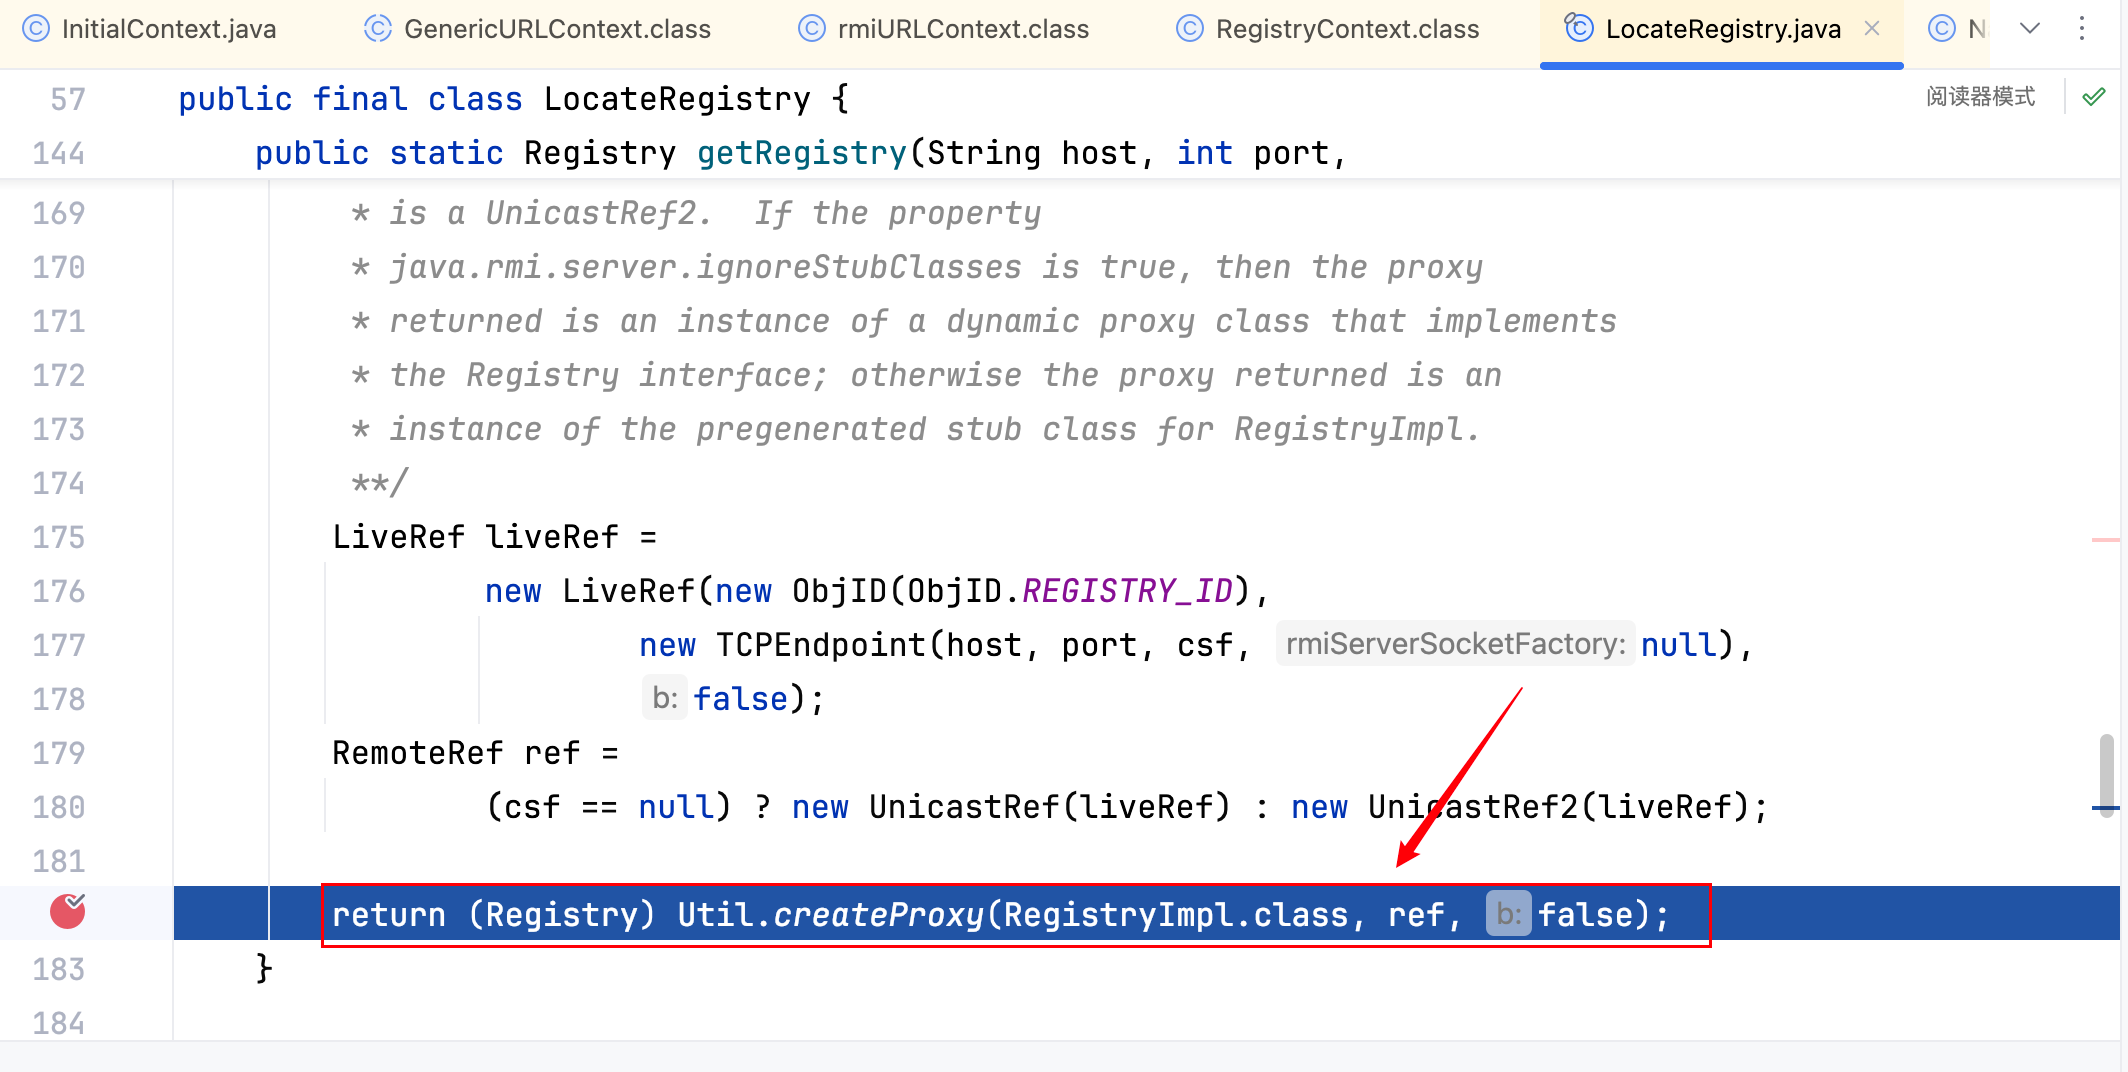 InitialContext.java GenericURLContext.class rmiURLContext.class RegistryContext.class LocateRegistry.java
57 public final class LocateRegistry {
阅读器模式
144 public static Registry getRegistry(String host, int port,
169 * is a UnicastRef2.  If the property
170 * java.rmi.server.ignoreStubClasses is true, then the proxy
171 * returned is an instance of a dynamic proxy class that implements
172 * the Registry interface; otherwise the proxy returned is an
173 * instance of the pregenerated stub class for RegistryImpl.
174 **/
175 LiveRef liveRef =
176 new LiveRef(new ObjID(ObjID.REGISTRY_ID),
177 new TCPEndpoint(host, port, csf, rmiServerSocketFactory: null),
178 b: false);
179 RemoteRef ref =
180 (csf == null) ? new UnicastRef(liveRef) : new UnicastRef2(liveRef);
181
return (Registry) Util.createProxy(RegistryImpl.class, ref, b: false);
183 }
184